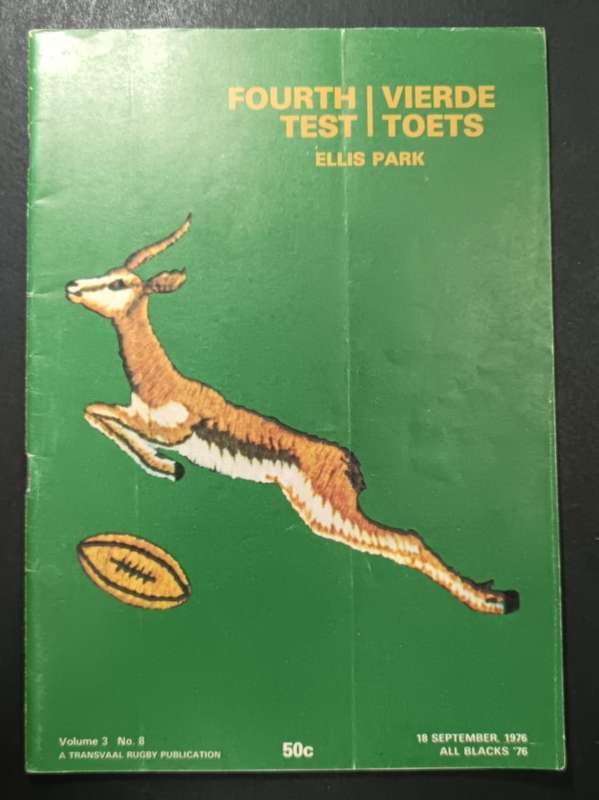 FOURTH | VIERDE
TEST | TOETS
ELLIS PARK
Volume 3 No. 8
A TRANSVAAL RUGBY PUBLICATION
50c
18 SEPTEMBER, 1976
ALL BLACKS '76